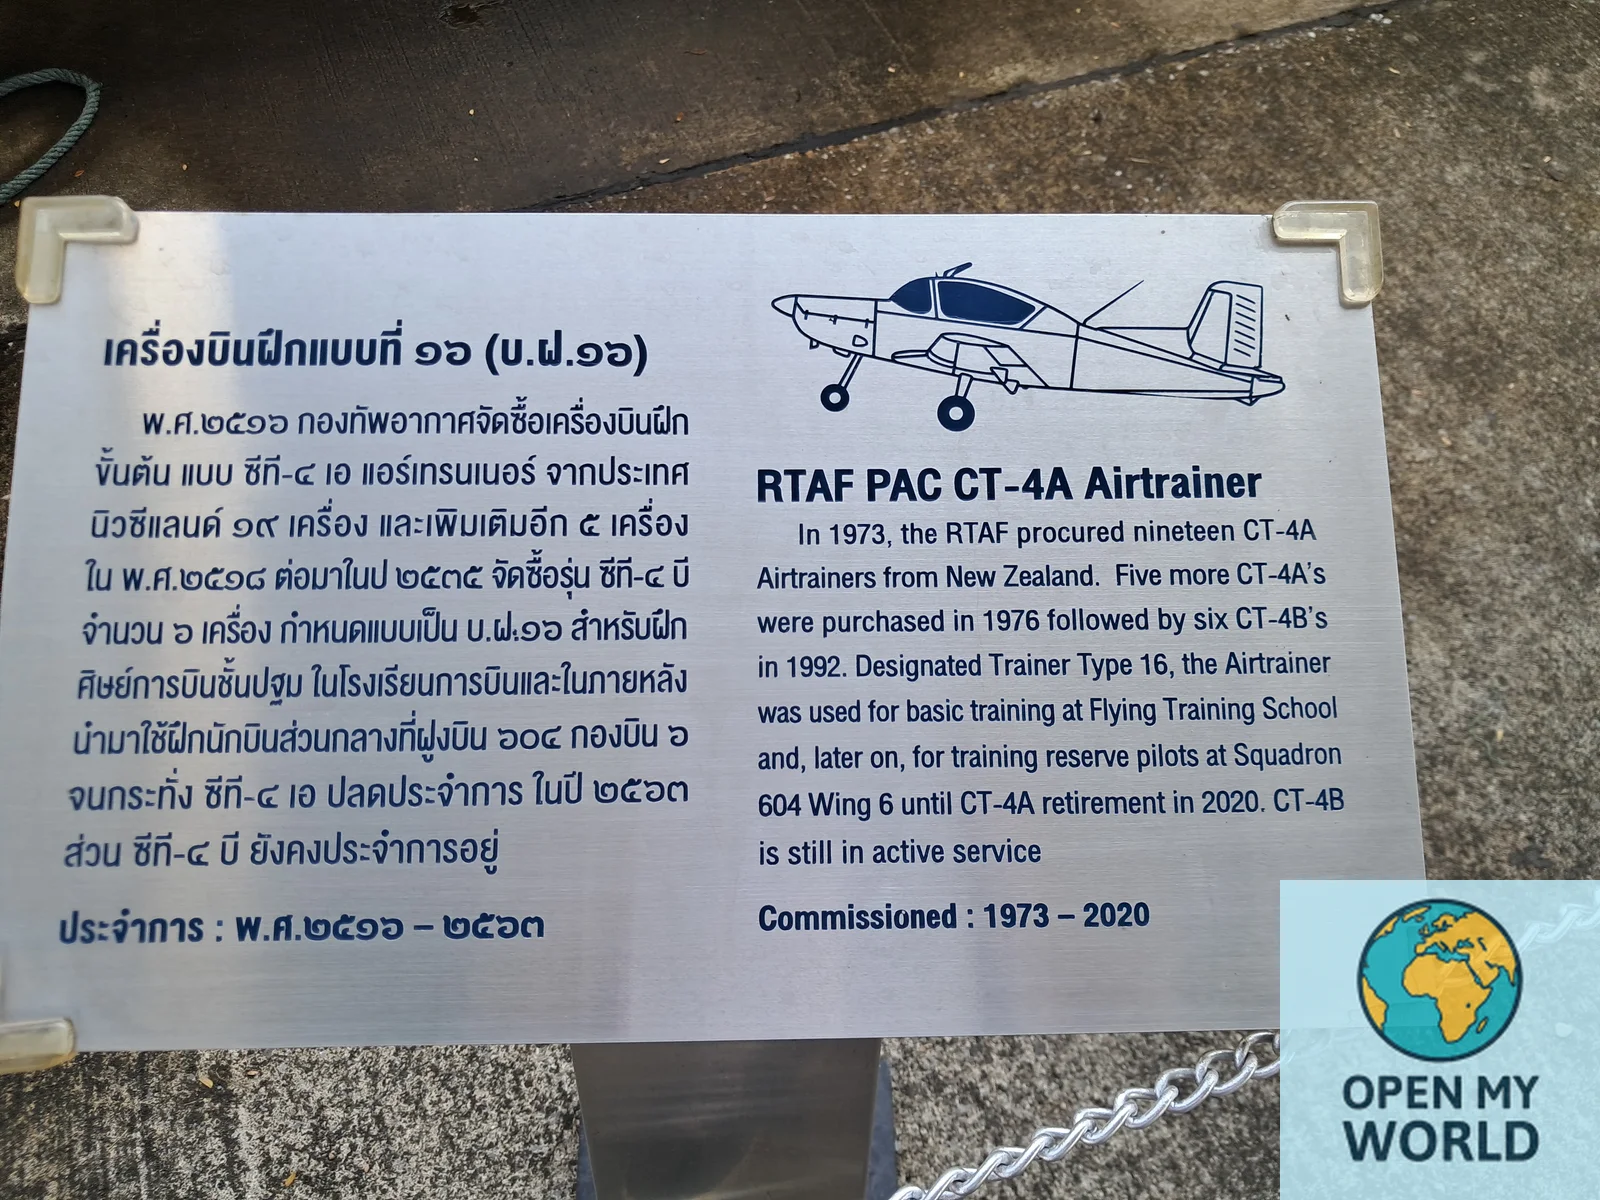 เครื่องบินฝึกแบบที่ ๑๖ (บ.ฝ.๑๖)
พ.ศ.๒๕๑๖ กองทัพอากาศจัดซื้อเครื่องบินฝึก
ขั้นต้น แบบ ซีที-๔ เอ แอร์เทรนเนอร์ จากประเทศ
นิวซีแลนด์ ๑๙ เครื่อง และเพิ่มเติมอีก ๕ เครื่อง
ใน พ.ศ.๒๕๑๘ ต่อมาในป ๒๕๓๕ จัดซื้อรุ่น ซีที-๔ บี
จำนวน ๖ เครื่อง กำหนดแบบเป็น บ.ฝ.๑๖ สำหรับฝึก
ศิษย์การบินชั้นปฐม ในโรงเรียนการบินและในภายหลัง
นำมาใช้ฝึกนักบินส่วนกลางที่ฝูงบิน ๖๐๔ กองบิน ๖
จนกระทั่ง ซีที-๔ เอ ปลดประจำการ ในปี ๒๕๖๓
ส่วน ซีที-๔ บี ยังคงประจำการอยู่
ประจำการ : พ.ศ.๒๕๑๖ – ๒๕๖๓
RTAF PAC CT-4A Airtrainer
In 1973, the RTAF procured nineteen CT-4A
Airtrainers from New Zealand. Five more CT-4A's
were purchased in 1976 followed by six CT-4B's
in 1992. Designated Trainer Type 16, the Airtrainer
was used for basic training at Flying Training School
and, later on, for training reserve pilots at Squadron
604 Wing 6 until CT-4A retirement in 2020. CT-4B
is still in active service
Commissioned : 1973 – 2020
OPEN MY
WORLD